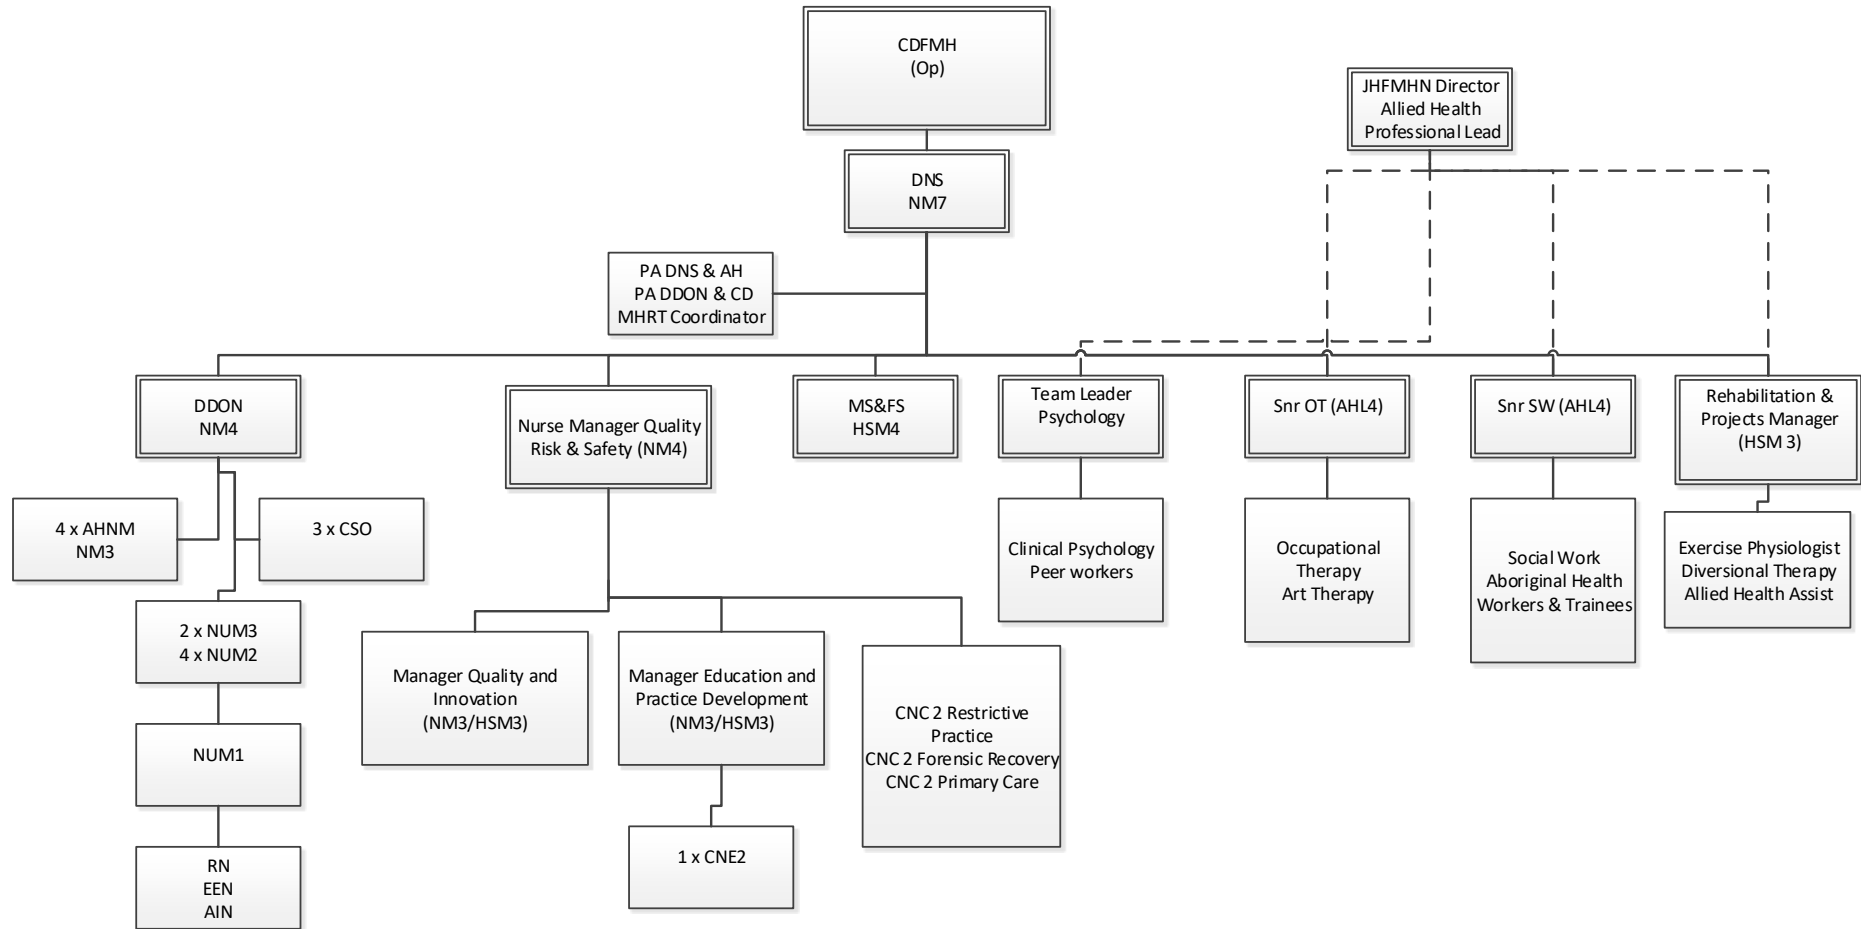 CDFMH
(Op)
JHFMHN Director
Allied Health
Professional Lead
DNS
NM7
PA DNS & AH
PA DDON & CD
MHRT Coordinator
DDON
NM4
Nurse Manager Quality
Risk & Safety (NM4)
MS&FS
HSM4
Team Leader
Psychology
Snr OT (AHL4)
Snr SW (AHL4)
Rehabilitation &
Projects Manager
(HSM 3)
4 x AHNM
NM3
3 x CSO
Clinical Psychology
Peer workers
Occupational
Therapy
Art Therapy
Social Work
Aboriginal Health
Workers & Trainees
Exercise Physiologist
Diversional Therapy
Allied Health Assist
2 x NUM3
4 x NUM2
Manager Quality and
Innovation
(NM3/HSM3)
Manager Education and
Practice Development
(NM3/HSM3)
CNC 2 Restrictive
Practice
CNC 2 Forensic Recovery
CNC 2 Primary Care
NUM1
1 x CNE2
RN
EEN
AIN